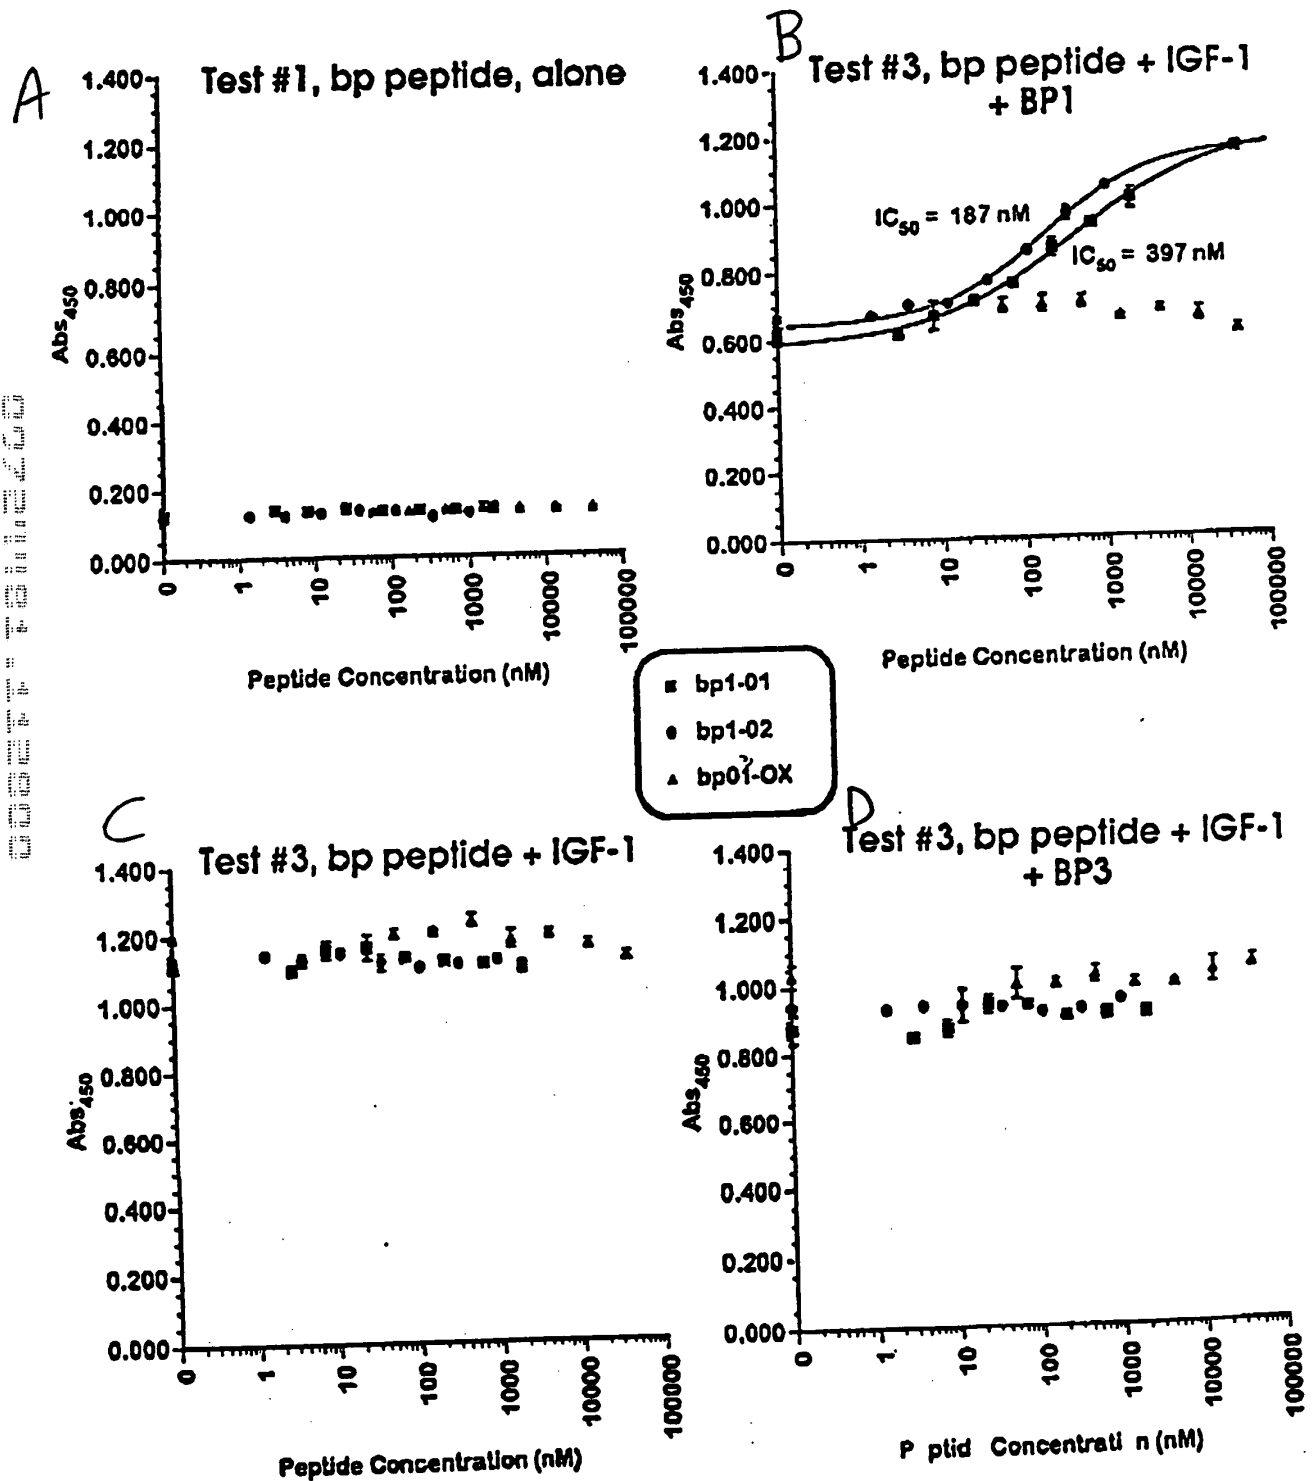 A
Test #1, bp peptide, alone
1.400
1.200
1.000
0.800
0.600
0.400
0.200
0.000
Abs450
0
1
10
100
1000
10000
100000
Peptide Concentration (nM)
B
Test #3, bp peptide + IGF-1
+ BP1
1.400
1.200
1.000
0.800
0.600
0.400
0.200
0.000
Abs450
IC50 = 187 nM
IC50 = 397 nM
0
1
10
100
1000
10000
100000
Peptide Concentration (nM)
bp1-01
bp1-02
bp01-OX
C
Test #3, bp peptide + IGF-1
1.400
1.200
1.000
0.800
0.600
0.400
0.200
0.000
Abs450
0
1
10
100
1000
10000
100000
Peptide Concentration (nM)
D
Test #3, bp peptide + IGF-1
+ BP3
1.400
1.200
1.000
0.800
0.600
0.400
0.200
0.000
Abs450
0
1
10
100
1000
10000
100000
P ptid Concentrati n (nM)